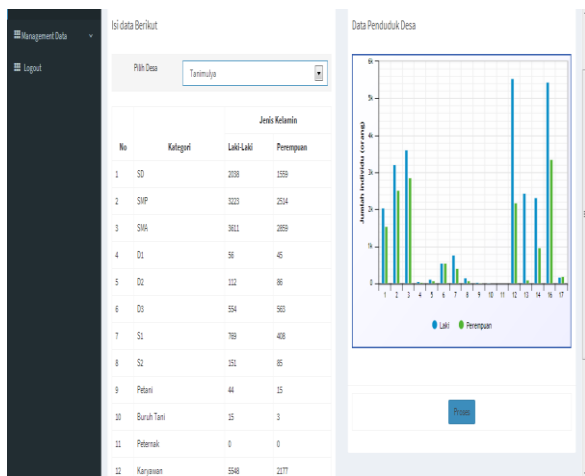 Management Data
Logout
Isi data Berikut
Pilih Desa
Tanimulya
Jenis Kelamin
No Kategori Laki-Laki Perempuan
1 SD 2038 1559
2 SMP 3223 2514
3 SMA 3611 2859
4 D1 56 45
5 D2 112 86
6 D3 554 563
7 S1 769 408
8 S2 151 85
9 Petani 44 15
10 Buruh Tani 15 3
11 Peternak 0 0
12 Karyawan 5548 2177
Data Penduduk Desa
Jumlah Individu (orang)
6k
5k
4k
3k
2k
1k
0
1 2 3 4 5 6 7 8 9 10 11 12 13 14 16 17
Laki Perempuan
Proses